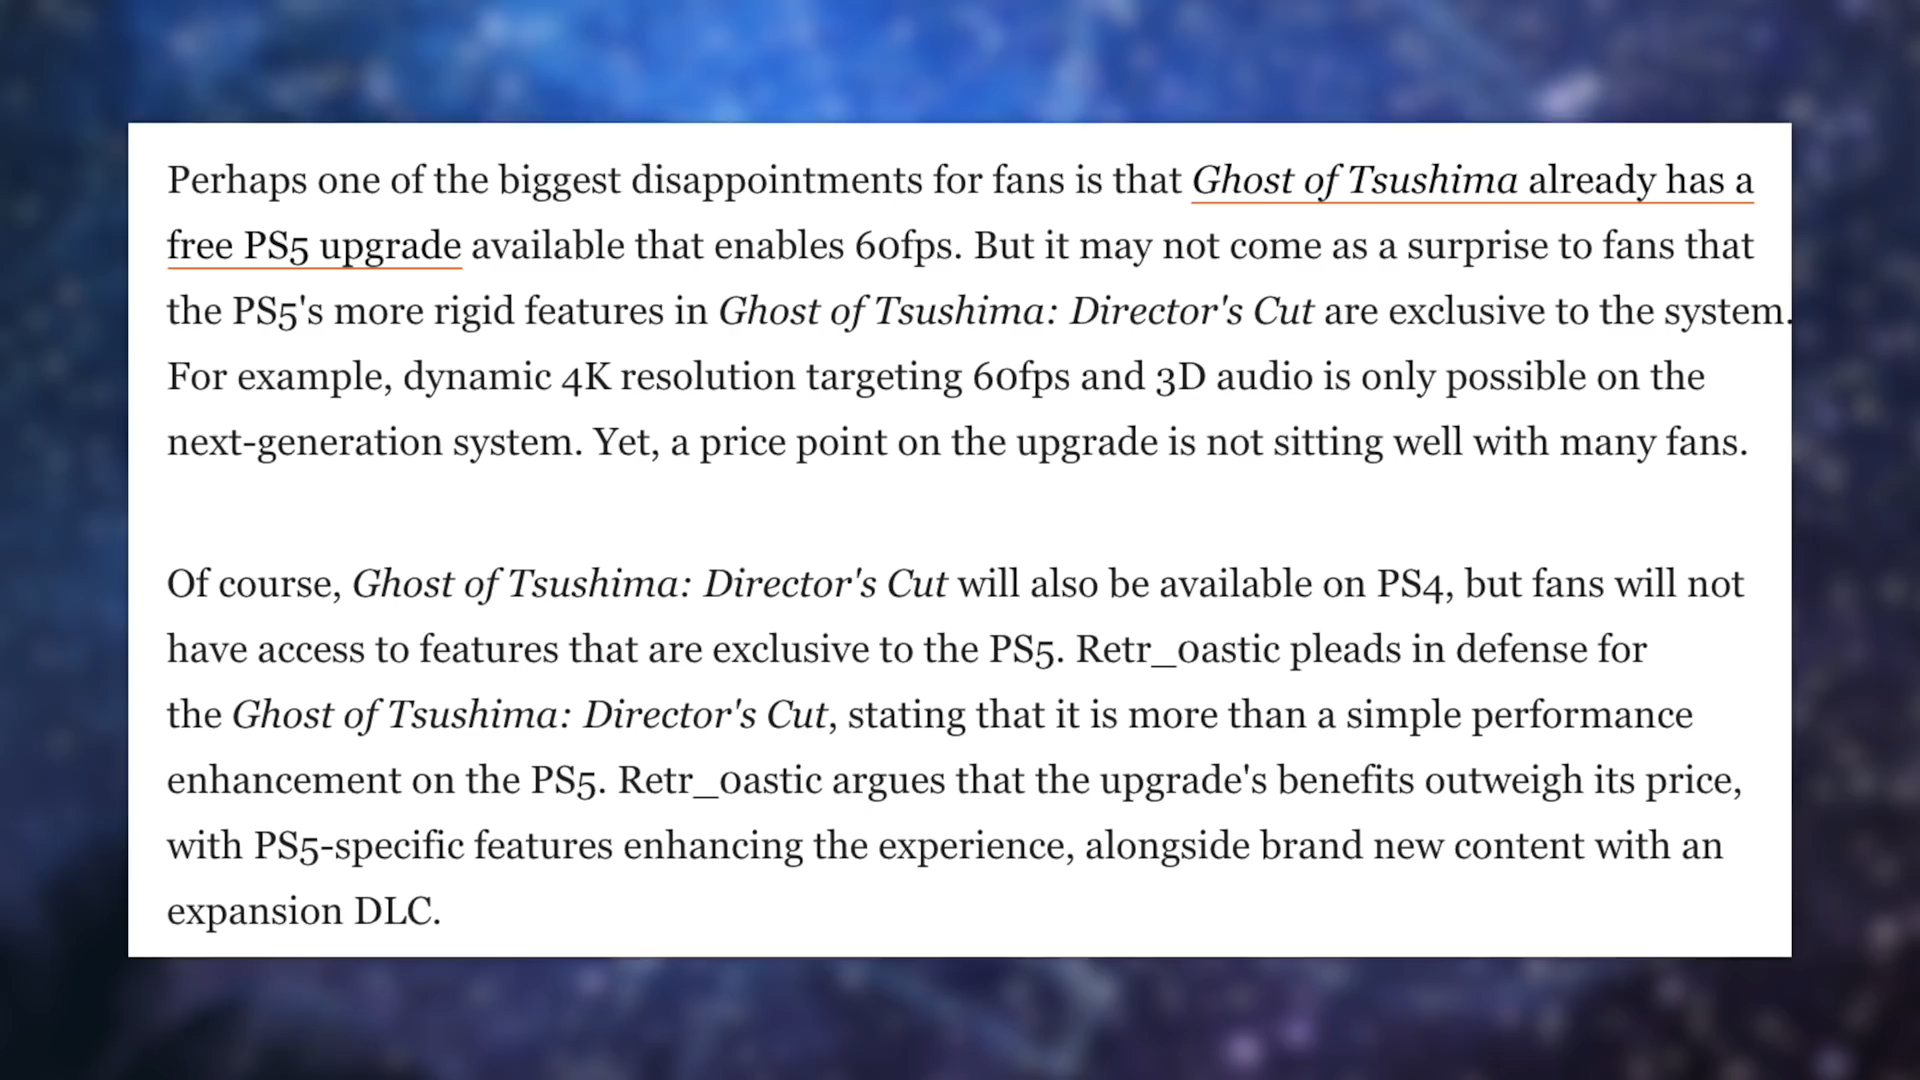 Perhaps one of the biggest disappointments for fans is that Ghost of Tsushima already has a
free PS5 upgrade available that enables 60fps. But it may not come as a surprise to fans that
the PS5's more rigid features in Ghost of Tsushima: Director's Cut are exclusive to the system.
For example, dynamic 4K resolution targeting 60fps and 3D audio is only possible on the
next-generation system. Yet, a price point on the upgrade is not sitting well with many fans.
Of course, Ghost of Tsushima: Director's Cut will also be available on PS4, but fans will not
have access to features that are exclusive to the PS5. Retr_0astic pleads in defense for
the Ghost of Tsushima: Director's Cut, stating that it is more than a simple performance
enhancement on the PS5. Retr_0astic argues that the upgrade's benefits outweigh its price,
with PS5-specific features enhancing the experience, alongside brand new content with an
expansion DLC.